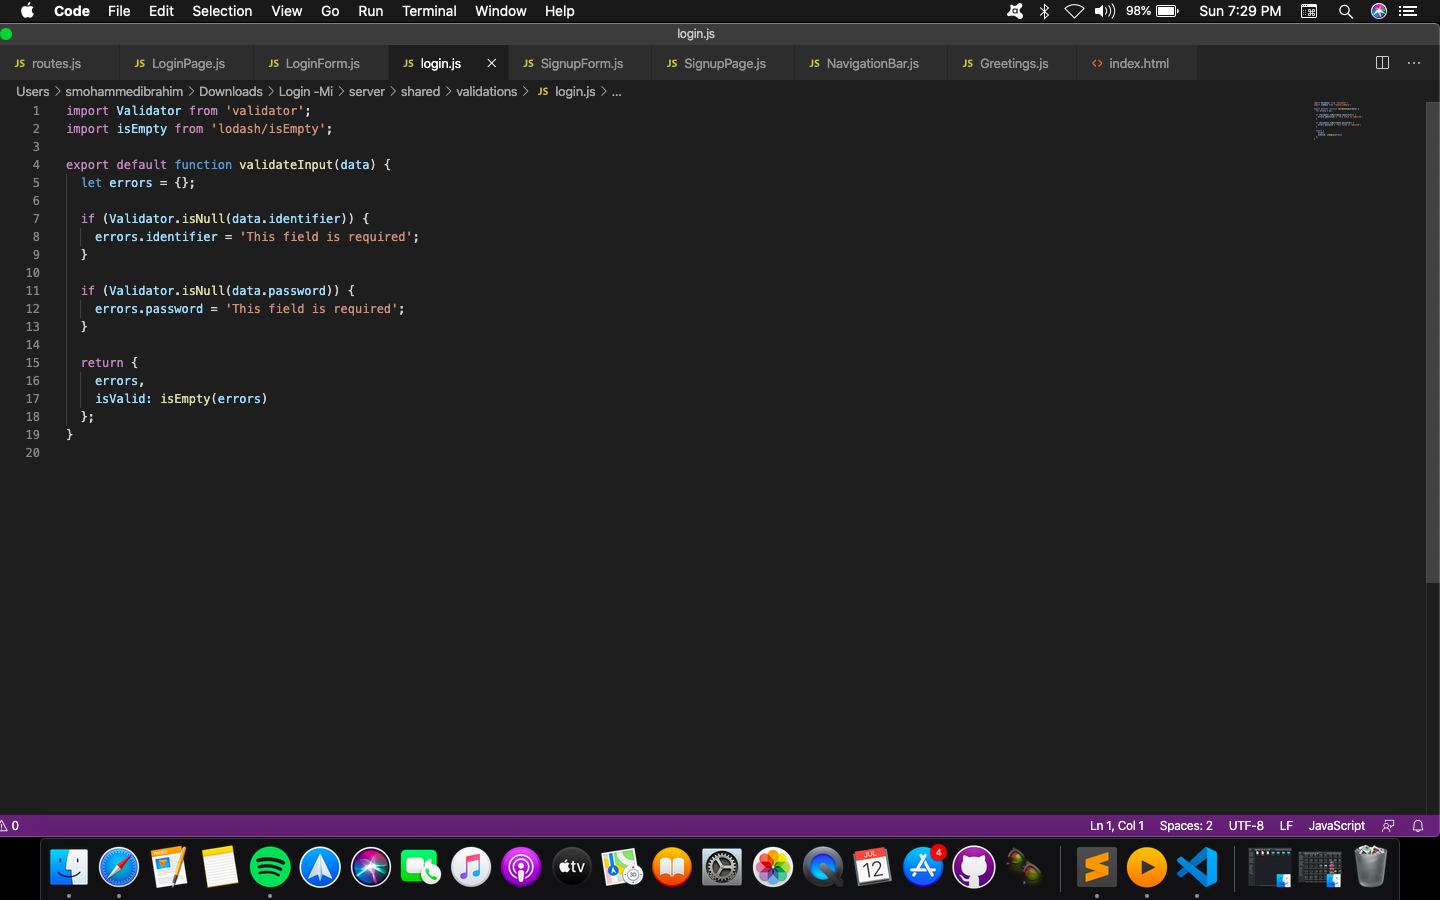 Code File Edit Selection View Go Run Terminal Window Help 98% Sun 7:29 PM
login.js
JS routes.js JS LoginPage.js JS LoginForm.js JS login.js JS SignupForm.js JS SignupPage.js JS NavigationBar.js JS Greetings.js <> index.html
Users > smohammedibrahim > Downloads > Login -Mi > server > shared > validations > JS login.js > ...
1 import Validator from 'validator';
2 import isEmpty from 'lodash/isEmpty';
3
4 export default function validateInput(data) {
5 let errors = {};
6
7 if (Validator.isNull(data.identifier)) {
8 errors.identifier = 'This field is required';
9 }
10
11 if (Validator.isNull(data.password)) {
12 errors.password = 'This field is required';
13 }
14
15 return {
16 errors,
17 isValid: isEmpty(errors)
18 };
19 }
20
0 Ln 1, Col 1 Spaces: 2 UTF-8 LF JavaScript
tv 3D JUL 12 4